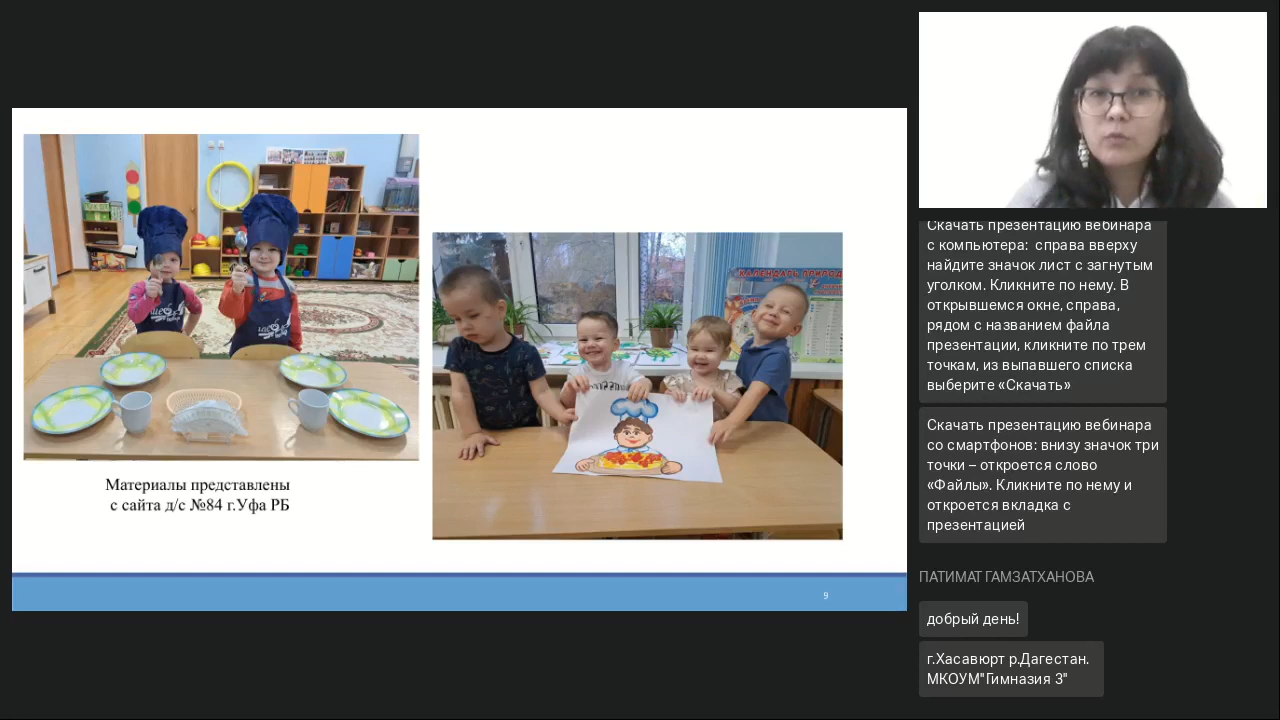 КАЛЕНДАРЬ ПРИРОДЫ
Материалы представлены
с сайта д/с №84 г.Уфа РБ
9
Скачать презентацию вебинара
с компьютера: справа вверху
найдите значок лист с загнутым
уголком. Кликните по нему. В
открывшемся окне, справа,
рядом с названием файла
презентации, кликните по трем
точкам, из выпавшего списка
выберите «Скачать»
Скачать презентацию вебинара
со смартфонов: внизу значок три
точки – откроется слово
«Файлы». Кликните по нему и
откроется вкладка с
презентацией
ПАТИМАТ ГАМЗАТХАНОВА
добрый день!
г.Хасавюрт р.Дагестан.
МКОУМ"Гимназия 3"